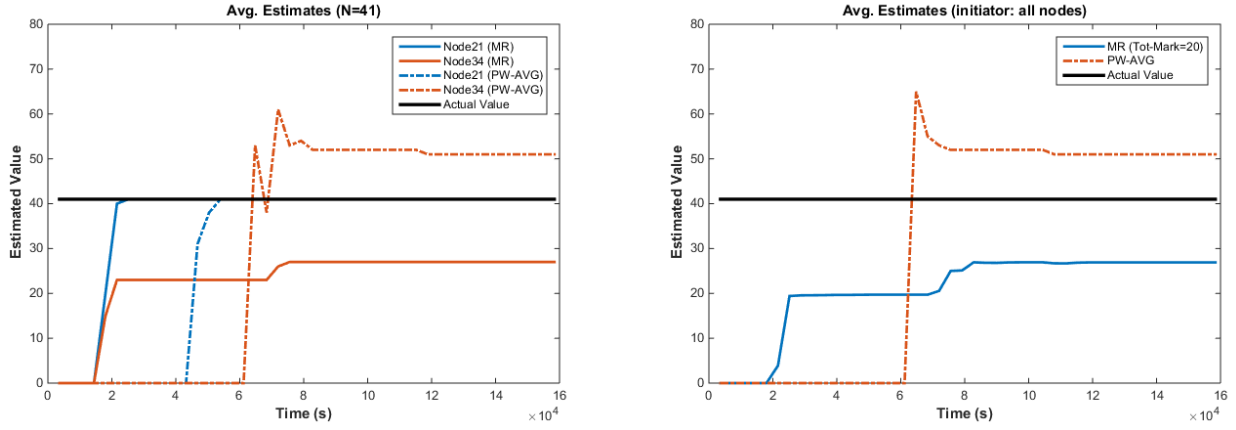 Avg. Estimates (N=41)
80
70
60
50
40
30
20
10
0
Estimated Value
Node21 (MR)
Node34 (MR)
Node21 (PW-AVG)
Node34 (PW-AVG)
Actual Value
0 2 4 6 8 10 12 14 16
Time (s)
× 10^4
Avg. Estimates (initiator: all nodes)
80
70
60
50
40
30
20
10
0
Estimated Value
MR (Tot-Mark=20)
PW-AVG
Actual Value
0 2 4 6 8 10 12 14 16
Time (s)
× 10^4